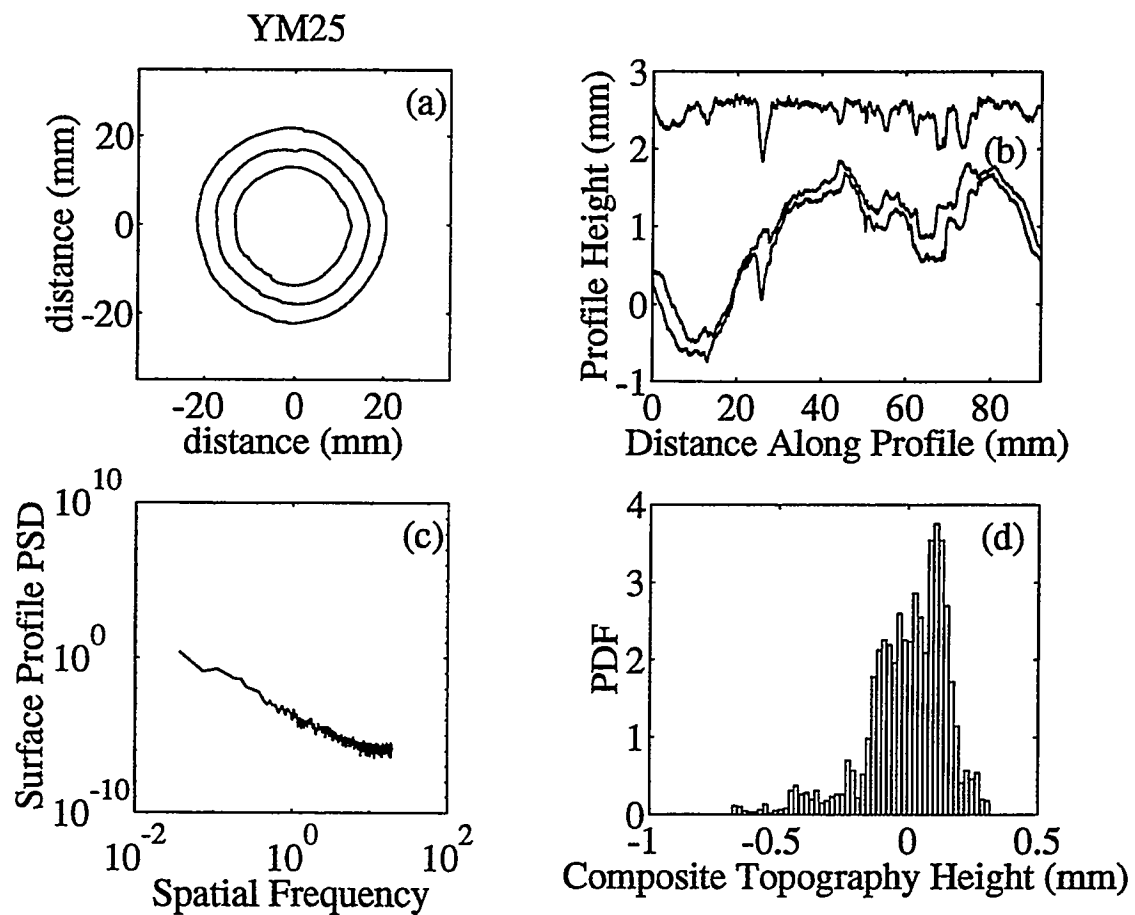 YM25
(a)
distance (mm)
20
0
-20
-20 0 20
distance (mm)
(b)
Profile Height (mm)
3
2
1
0
-1
0 20 40 60 80
Distance Along Profile (mm)
(c)
Surface Profile PSD
10^10
10^0
10^-10
10^-2 10^0 10^2
Spatial Frequency
(d)
PDF
4
3
2
1
0
-1 -0.5 0 0.5
Composite Topography Height (mm)